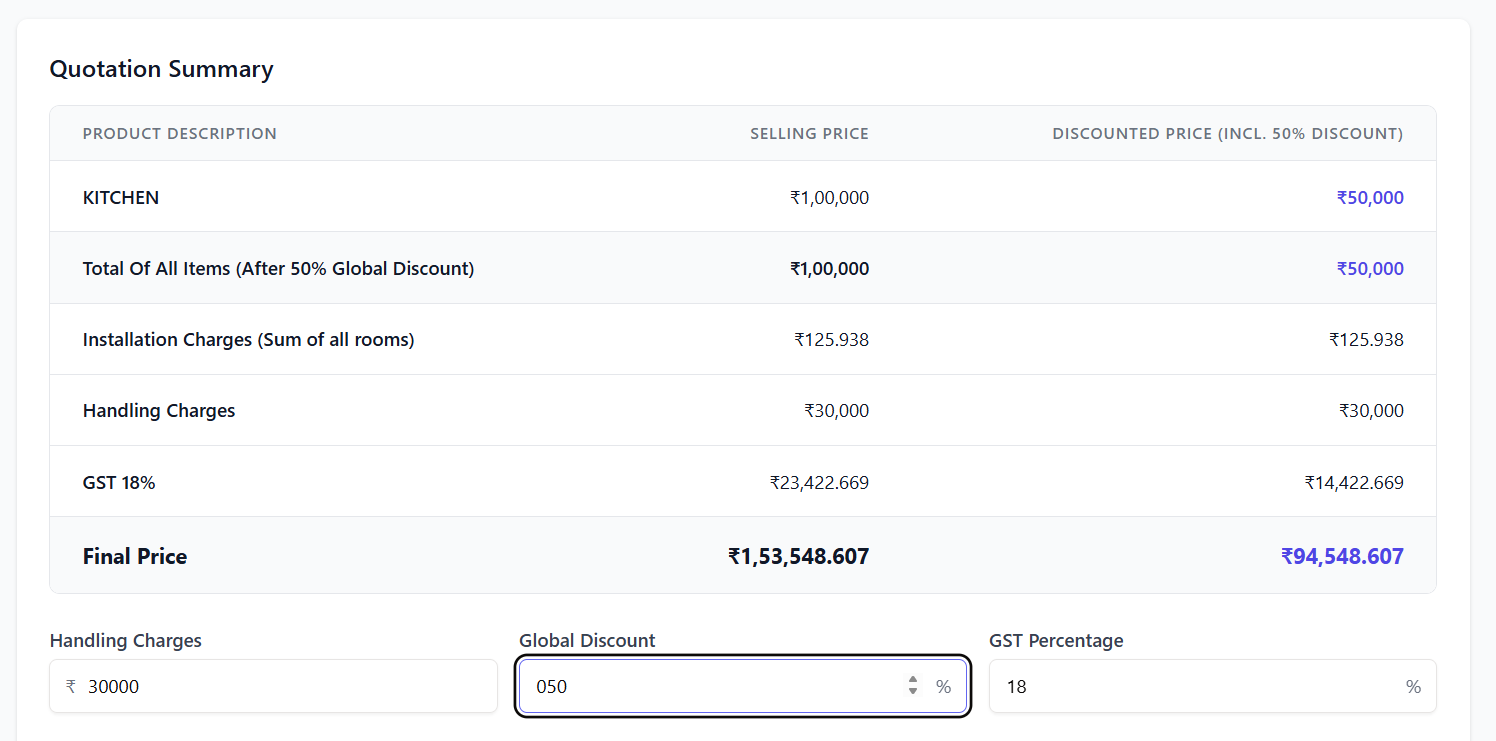 Quotation Summary
PRODUCT DESCRIPTION SELLING PRICE DISCOUNTED PRICE (INCL. 50% DISCOUNT)
KITCHEN ₹1,00,000 ₹50,000
Total Of All Items (After 50% Global Discount) ₹1,00,000 ₹50,000
Installation Charges (Sum of all rooms) ₹125.938 ₹125.938
Handling Charges ₹30,000 ₹30,000
GST 18% ₹23,422.669 ₹14,422.669
Final Price ₹1,53,548.607 ₹94,548.607
Handling Charges Global Discount GST Percentage
₹ 30000 050 % 18 %